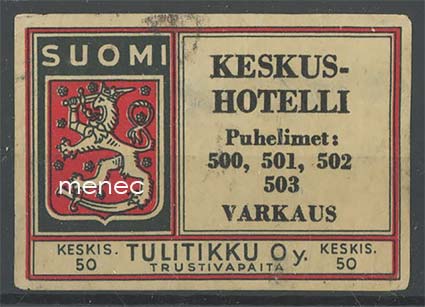 SUOMI
menec
KESKUS-
HOTELLI
Puhelimet:
500, 501, 502
503
VARKAUS
KESKIS.
50
TULITIKKU Oy.
TRUSTIVAPAITA
KESKIS.
50